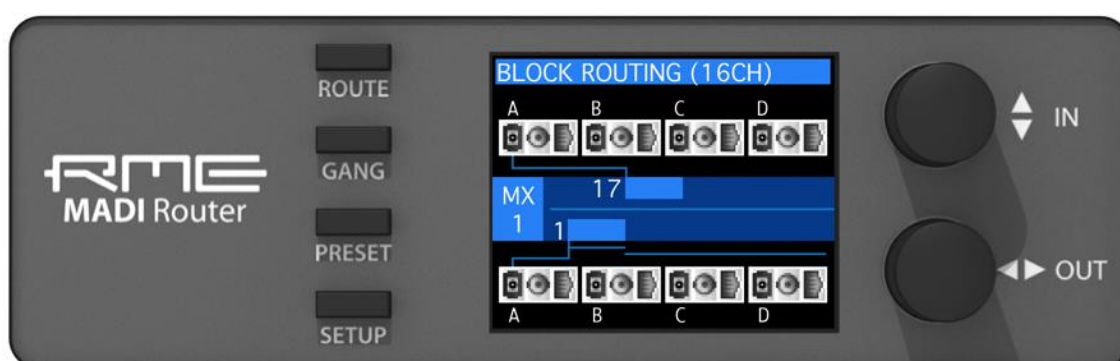 RME
MADI Router
ROUTE
GANG
PRESET
SETUP
BLOCK ROUTING (16CH)
A B C D
17
MX
1
1
A B C D
IN
OUT